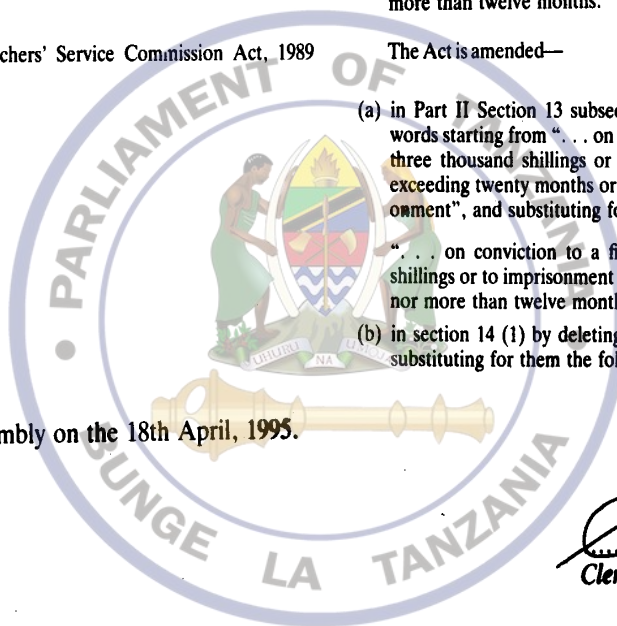 more than twelve months.
chers' Service Commission Act, 1989
The Act is amended—
(a) in Part II Section 13 subsec
words starting from “. . . on
three thousand shillings or
exceeding twenty months or
onment”, and substituting fo
“. . . on conviction to a fi
shillings or to imprisonment
nor more than twelve month
(b) in section 14 (1) by deleting
substituting for them the fol
mbly on the 18th April, 1995.
Cler
PARLIAMENT OF TANZANIA
UHURU NA UMOJA
BUNGE LA TANZANIA